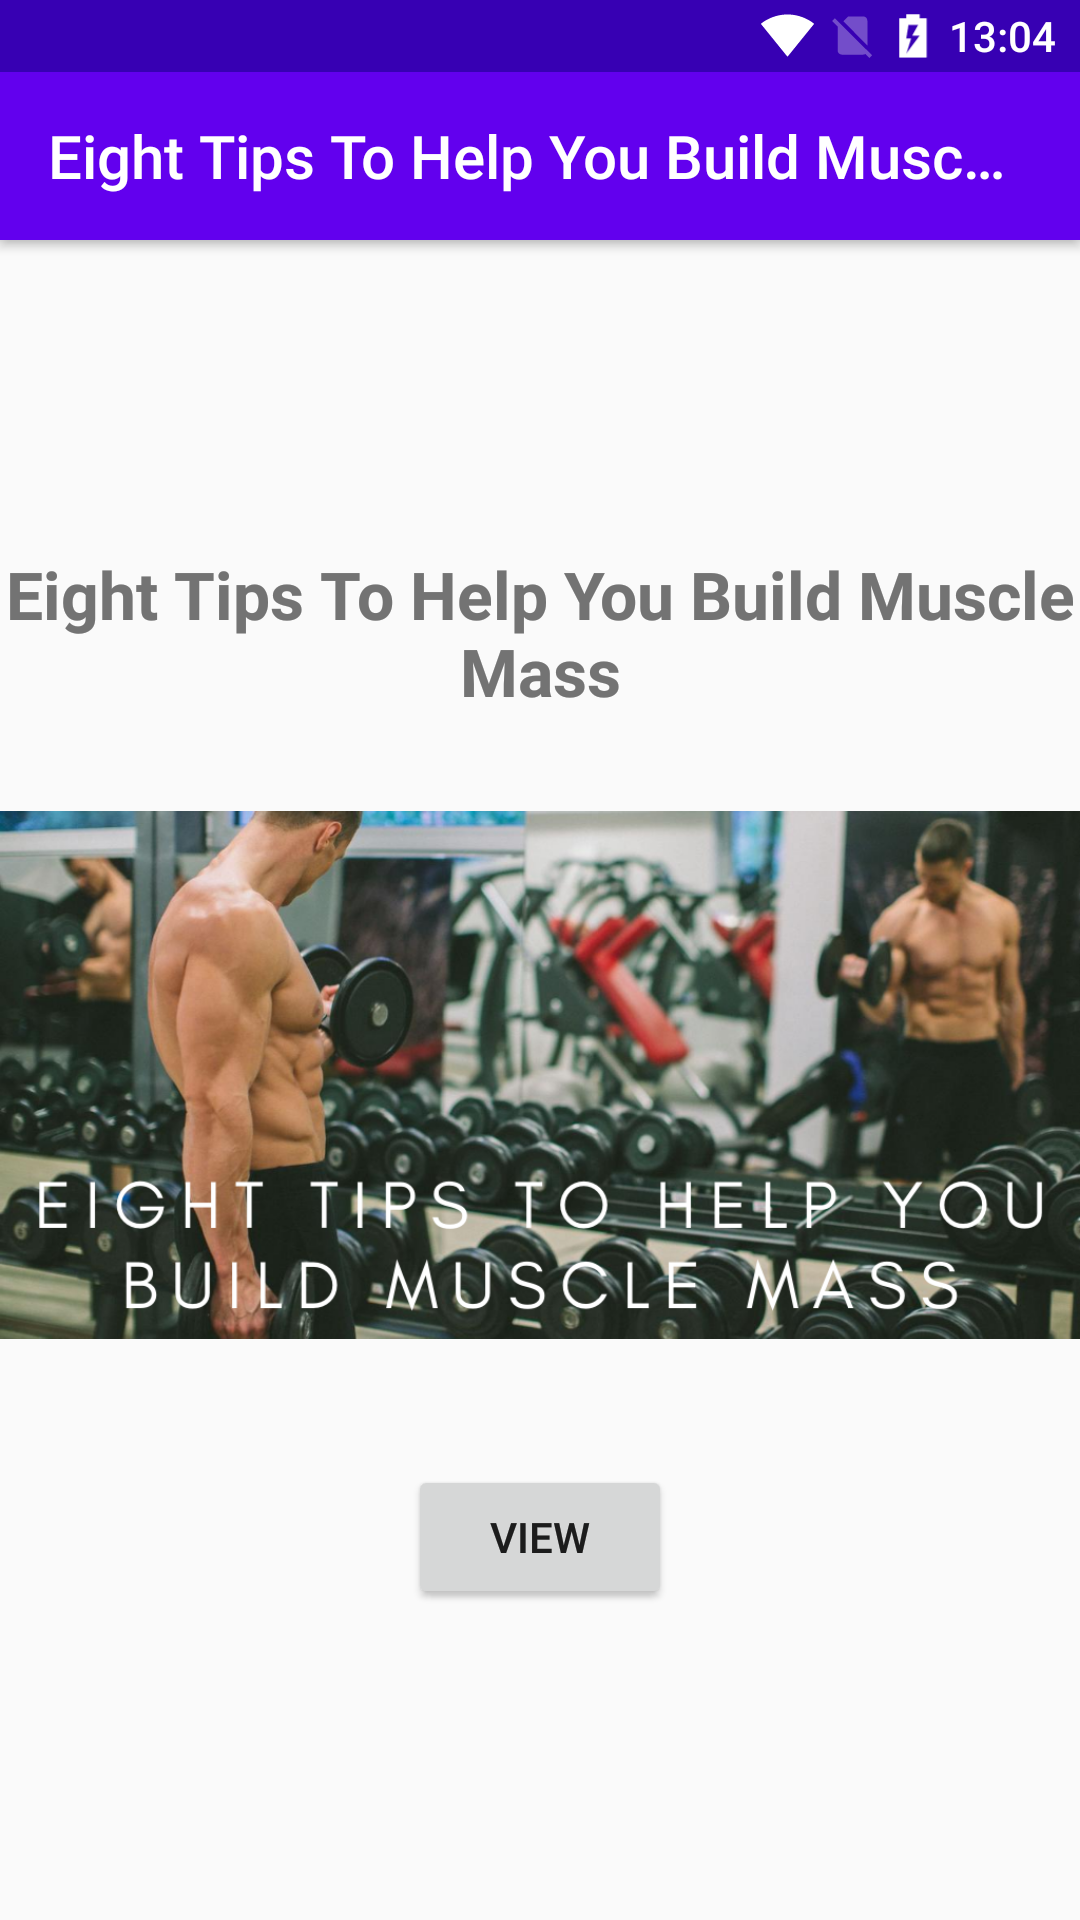 13:04
Eight Tips To Help You Build Musc...
Eight Tips To Help You Build Muscle
Mass
EIGHT TIPS TO HELP YOU
BUILD MUSCLE MASS
VIEW